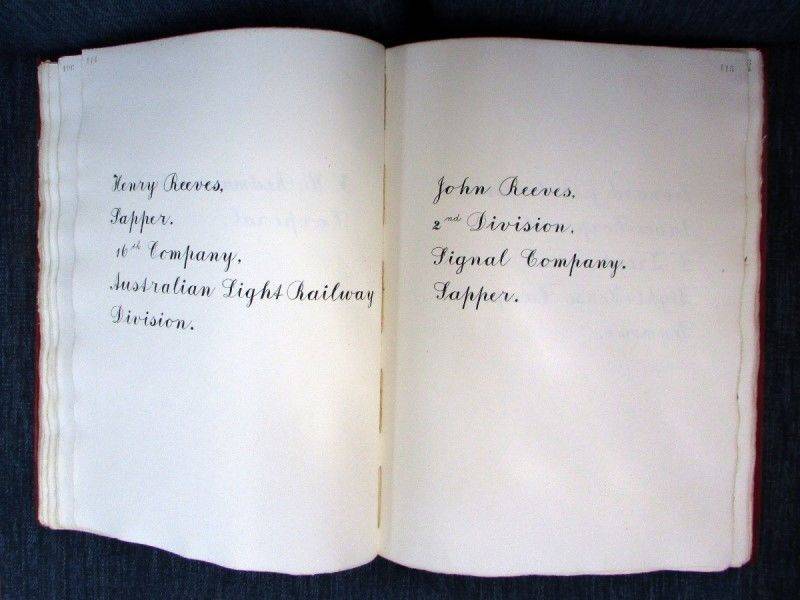 Henry Reeves,
Sapper.
16th Company,
Australian Light Railway
Division.
John Reeves,
2nd Division,
Signal Company.
Sapper.